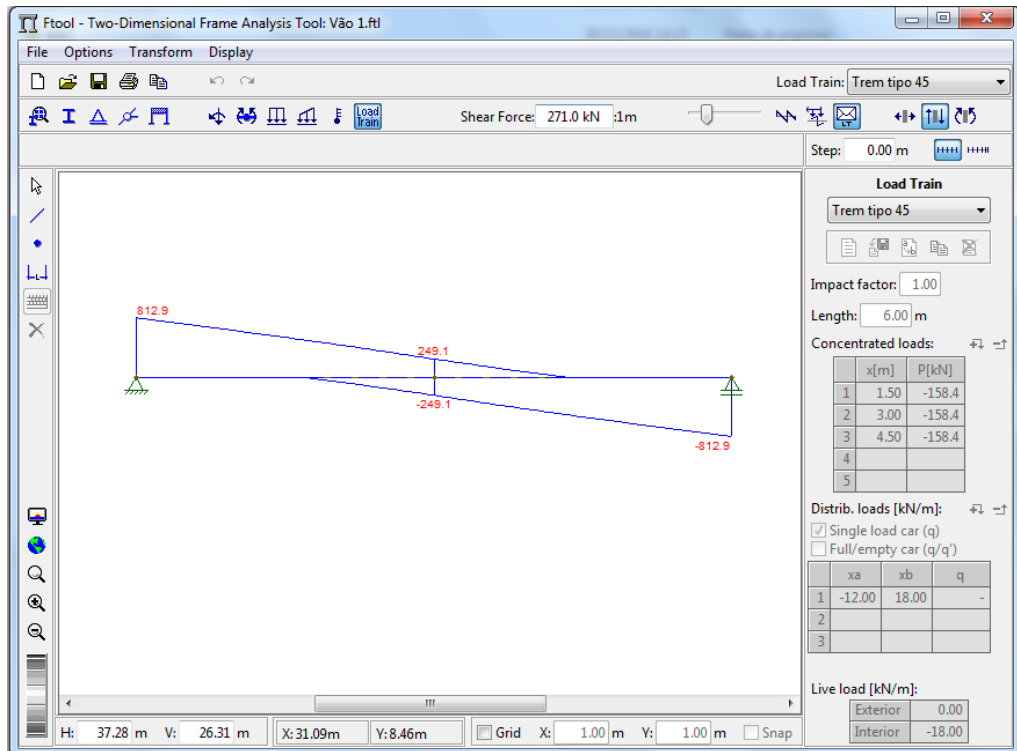 Ftool - Two-Dimensional Frame Analysis Tool: Vão 1.ftl
File Options Transform Display
Load Train: Trem tipo 45
Load Train
Shear Force: 271.0 kN :1m
LT
Step: 0.00 m
L
Load Train
Trem tipo 45
Impact factor: 1.00
Length: 6.00 m
Concentrated loads:
x[m] P[kN]
1 1.50 -158.4
2 3.00 -158.4
3 4.50 -158.4
4
5
Distrib. loads [kN/m]:
Single load car (q)
Full/empty car (q/q')
xa xb q
1 -12.00 18.00 -
2
3
Live load [kN/m]:
Exterior 0.00
Interior -18.00
812.9
249.1
-249.1
-812.9
H: 37.28 m V: 26.31 m X: 31.09m Y: 8.46m Grid X: 1.00 m Y: 1.00 m Snap